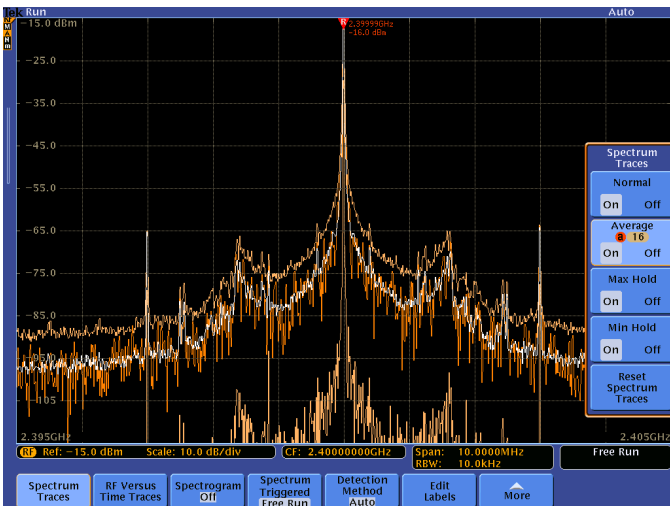 Tek Run Auto
-15.0 dBm
2.39999GHz
-16.0 dBm
-25.0
-35.0
-45.0
-55.0
-65.0
-75.0
-85.0
-95.0
-105
2.395GHz
2.405GHz
Spectrum
Traces
Normal
On Off
Average
a 16
On Off
Max Hold
On Off
Min Hold
On Off
Reset
Spectrum
Traces
RF Ref: -15.0 dBm Scale: 10.0 dB/div
CF: 2.40000000GHz
Span: 10.0000MHz
RBW: 10.0kHz
Free Run
Spectrum
Traces
RF Versus
Time Traces
Spectrogram
Off
Spectrum
Triggered
Free Run
Detection
Method
Auto
Edit
Labels
More